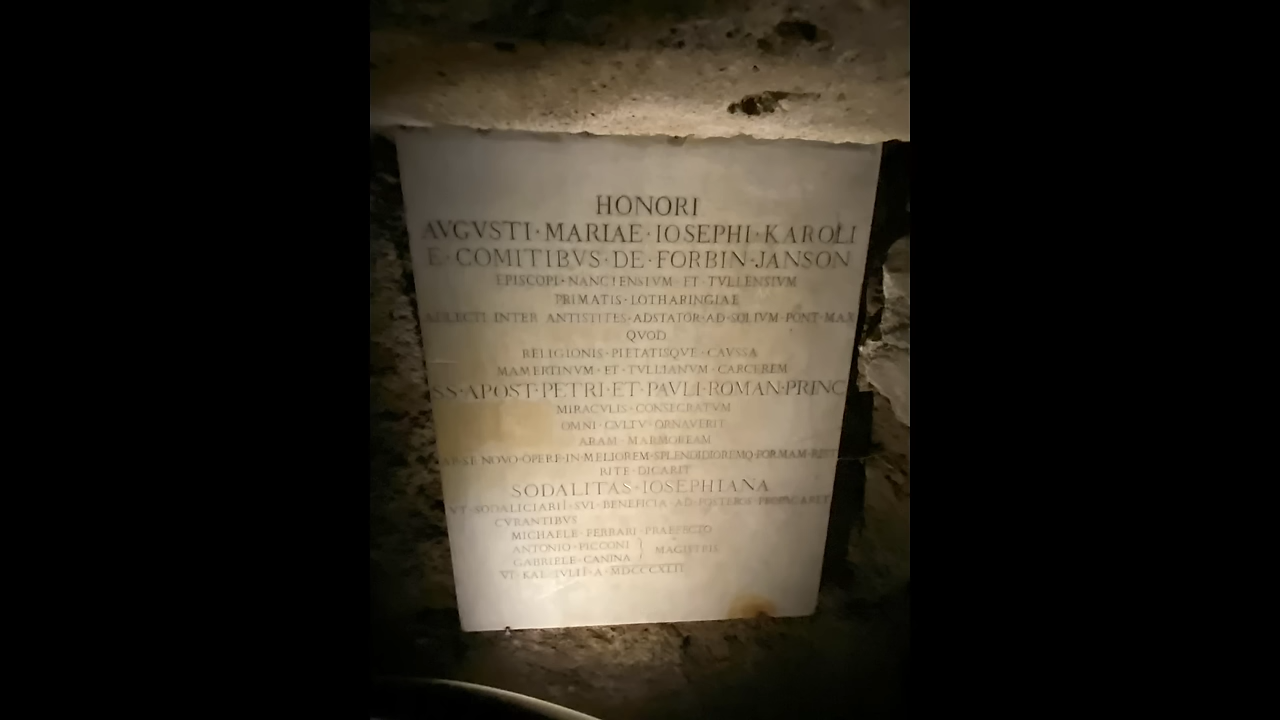 HONORI
AVGVSTI·MARIAE·IOSEPHI·KAROLI
E·COMITIBVS·DE·FORBIN·JANSON
EPISCOPI·NANCIENSIVM·ET·TVLLENSIVM
PRIMATIS·LOTHARINGIAE
ADLECTI INTER ANTISTITES·ADSTATOR·AD·SOLIVM·PONT·MAX
QVOD
RELIGIONIS·PIETATISQVE·CAVSSA
MAMERTINVM·ET·TVLLIANVM·CARCEREM
SS·APOST·PETRI·ET·PAVLI·ROMAN·PRINC
MIRACVLIS·CONSECRATVM
OMNI·CVLTV·ORNAVERIT
ARAM·MARMOREAM
NOVO·OPERE·IN·MELIOREM·SPLENDIDIOREMQ·FORMAM
RITE·DICARIT
SODALITAS·IOSEPHIANA
VT·SODALICIARII·SVI·BENEFICIA·AD·POSTEROS·PROPAGARET
CVRANTIBVS
MICHAELE·FERRARI·PRAEFECTO
ANTONIO·PICCONI
GABRIELE·CANINA
MAGISTRIS
VI·KAL·IVLII·A·MDCCCXLII